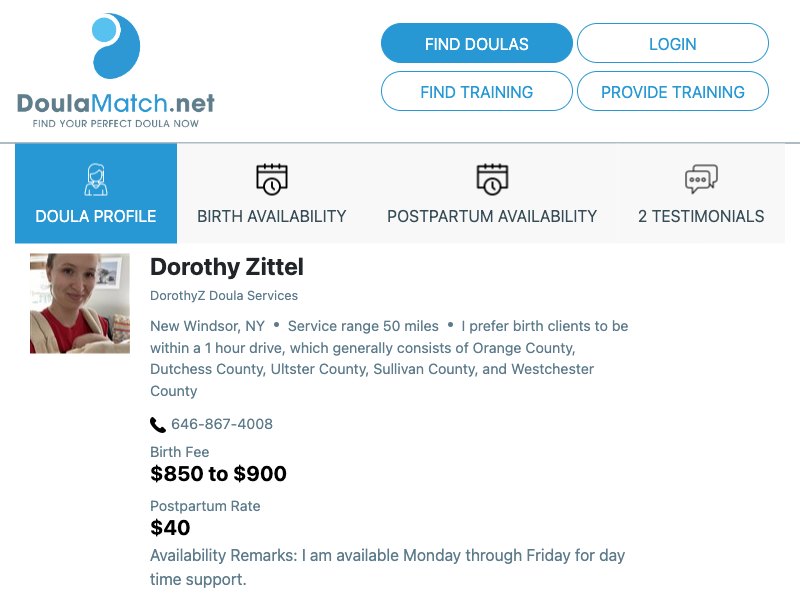 DoulaMatch.net
FIND YOUR PERFECT DOULA NOW
FIND DOULAS
LOGIN
FIND TRAINING
PROVIDE TRAINING
DOULA PROFILE
BIRTH AVAILABILITY
POSTPARTUM AVAILABILITY
2 TESTIMONIALS
Dorothy Zittel
DorothyZ Doula Services
New Windsor, NY • Service range 50 miles • I prefer birth clients to be
within a 1 hour drive, which generally consists of Orange County,
Dutchess County, Ultster County, Sullivan County, and Westchester
County
646-867-4008
Birth Fee
$850 to $900
Postpartum Rate
$40
Availability Remarks: I am available Monday through Friday for day
time support.